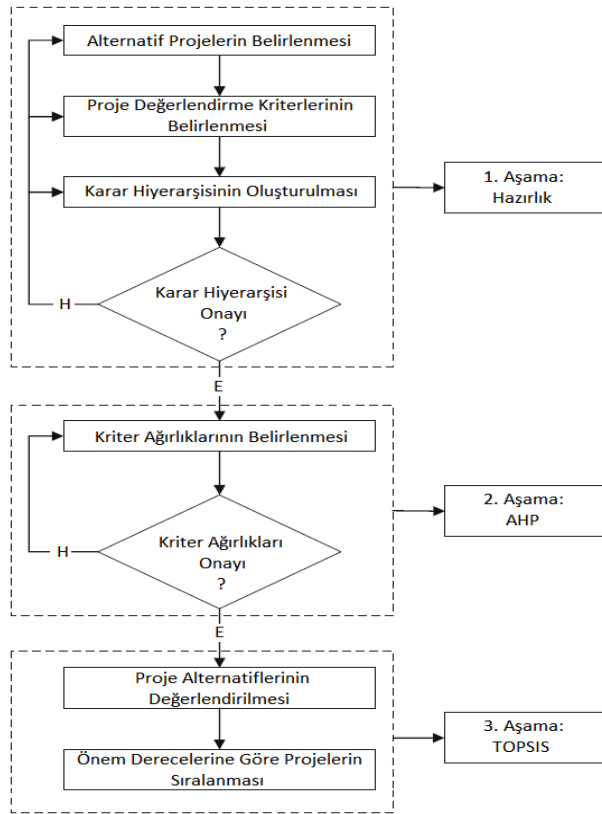 Alternatif Projelerin Belirlenmesi
Proje Değerlendirme Kriterlerinin
Belirlenmesi
Karar Hiyerarşisinin Oluşturulması
1. Aşama:
Hazırlık
Karar Hiyerarşisi
Onayı
?
H
E
Kriter Ağırlıklarının Belirlenmesi
2. Aşama:
AHP
Kriter Ağırlıkları
Onayı
?
H
E
Proje Alternatiflerinin
Değerlendirilmesi
3. Aşama:
TOPSIS
Önem Derecelerine Göre Projelerin
Sıralanması